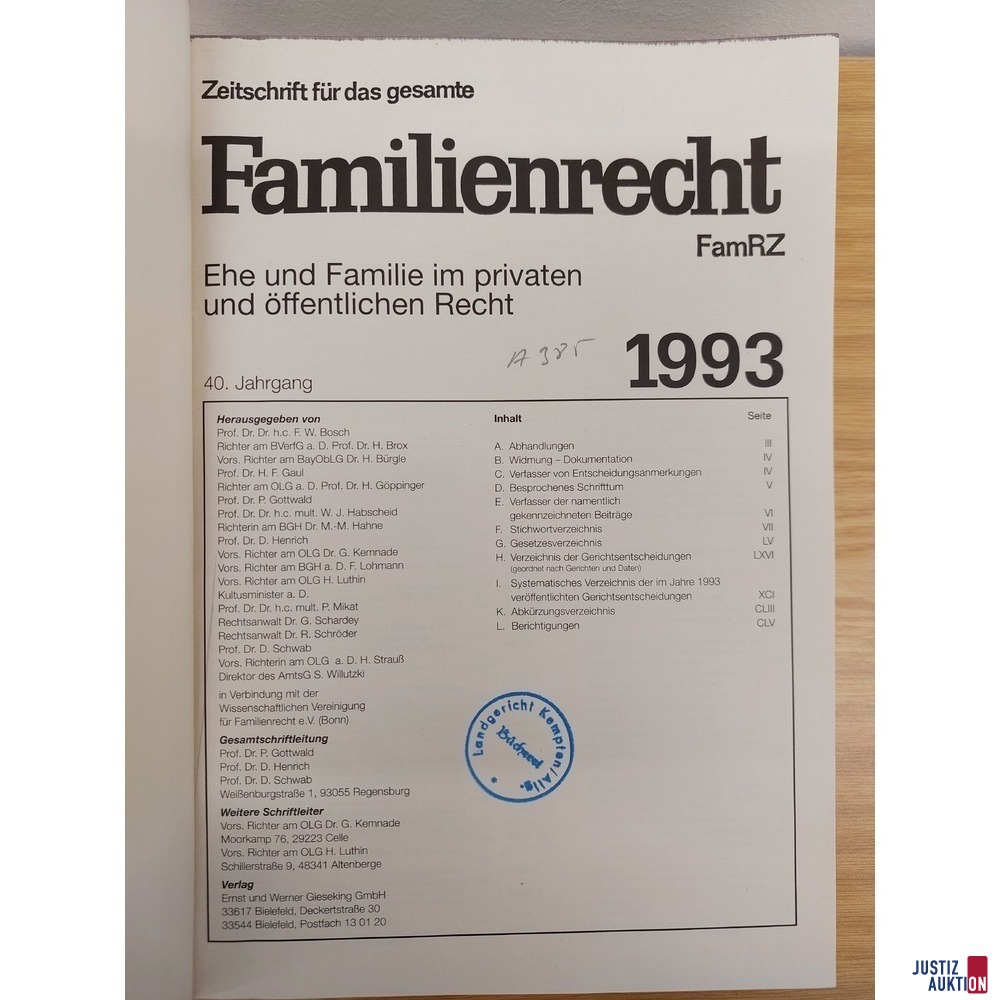 Zeitschrift für das gesamte
Familienrecht
FamRZ
Ehe und Familie im privaten
und öffentlichen Recht
A 385
1993
40. Jahrgang
Herausgegeben von
Prof. Dr. Dr. h.c. F. W. Bosch
Richter am BVerfG a. D. Prof. Dr. H. Brox
Vors. Richter am BayObLG Dr. H. Bürgle
Prof. Dr. H. F. Gaul
Richter am OLG a. D. Prof. Dr. H. Göppinger
Prof. Dr. P. Gottwald
Prof. Dr. Dr. h.c. mult. W. J. Habscheid
Richterin am BGH Dr. M.-M. Hahne
Prof. Dr. D. Henrich
Vors. Richter am OLG Dr. G. Kemnade
Vors. Richter am BGH a. D. F. Lohmann
Vors. Richter am OLG H. Luthin
Kultusminister a. D.
Prof. Dr. Dr. h.c. mult. P. Mikat
Rechtsanwalt Dr. G. Schardey
Rechtsanwalt Dr. R. Schröder
Prof. Dr. D. Schwab
Vors. Richterin am OLG a. D. H. Strauß
Direktor des AmtsG S. Willutzki
in Verbindung mit der
Wissenschaftlichen Vereinigung
für Familienrecht e.V. (Bonn)
Gesamtschriftleitung
Prof. Dr. P. Gottwald
Prof. Dr. D. Henrich
Prof. Dr. D. Schwab
Weißenburgstraße 1, 93055 Regensburg
Weitere Schriftleiter
Vors. Richter am OLG Dr. G. Kemnade
Moorkamp 76, 29223 Celle
Vors. Richter am OLG H. Luthin
Schillerstraße 9, 48341 Altenberge
Verlag
Ernst und Werner Gieseking GmbH
33617 Bielefeld, Deckertstraße 30
33544 Bielefeld, Postfach 13 01 20
Inhalt Seite
A. Abhandlungen III
B. Widmung – Dokumentation IV
C. Verfasser von Entscheidungsanmerkungen IV
D. Besprochenes Schrifttum V
E. Verfasser der namentlich
gekennzeichneten Beiträge VI
F. Stichwortverzeichnis VII
G. Gesetzesverzeichnis LV
H. Verzeichnis der Gerichtsentscheidungen LXVI
(geordnet nach Gerichten und Daten)
I. Systematisches Verzeichnis der im Jahre 1993
veröffentlichten Gerichtsentscheidungen XCI
K. Abkürzungsverzeichnis CLIII
L. Berichtigungen CLV
Landgericht Kempten/Allg.
Bücherei
JUSTIZ
AUKTION